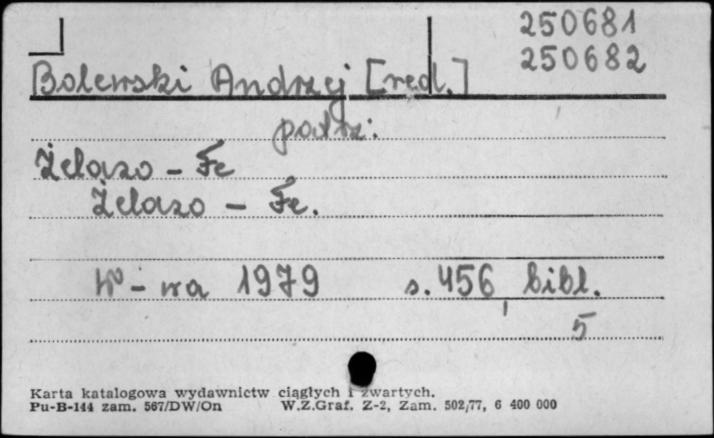 250681
250682
Bolewski Andrzej [red.]
patrz:
Żelazo - Fe
Żelazo - Fe.
W-wa 1979 s. 456, bibl.
5
Karta katalogowa wydawnictw ciągłych i zwartych.
Pu-B-144 zam. 567/DW/On W.Z.Graf. Z-2, Zam. 502/77, 6 400 000